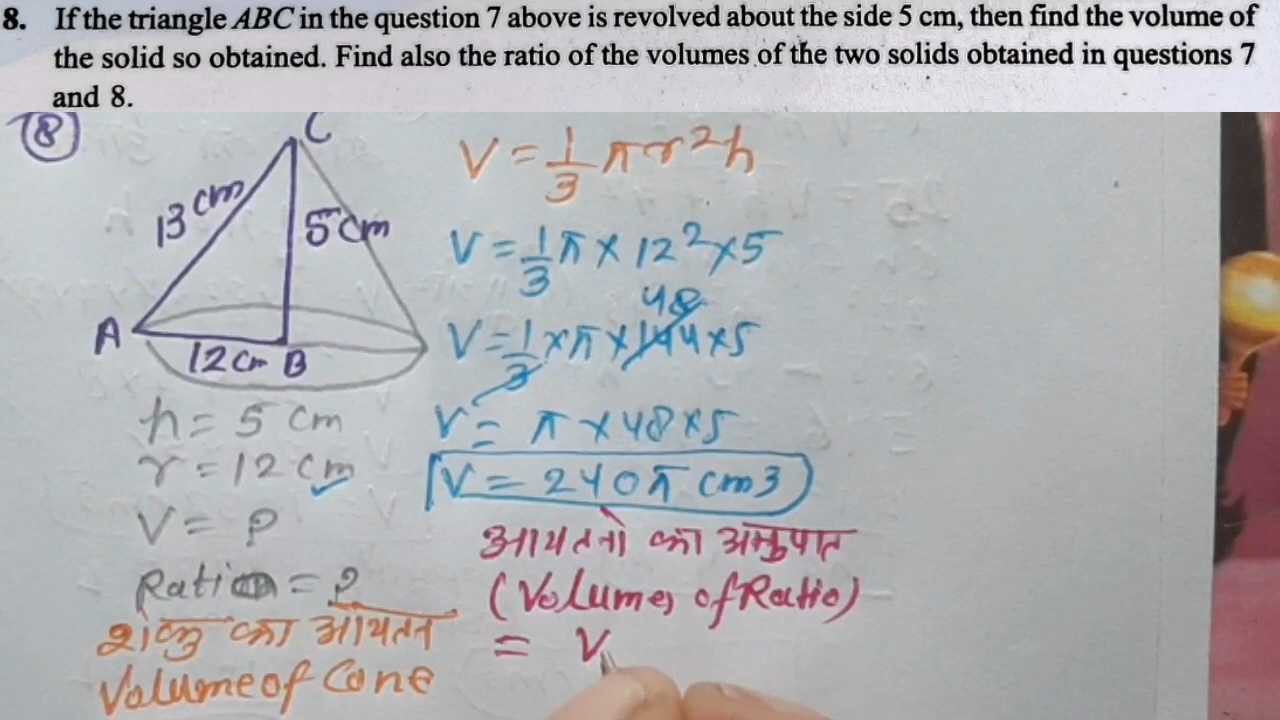 8. If the triangle ABC in the question 7 above is revolved about the side 5 cm, then find the volume of
the solid so obtained. Find also the ratio of the volumes of the two solids obtained in questions 7
and 8.
8
C
13 cm
5 cm
A
12 cm B
h = 5 cm
r = 12 cm
V = ?
Ratio = ?
शंकु का आयतन
Volume of Cone
V = 1/3 πr²h
V = 1/3 π × 12² × 5
48
V = 1/3 × π × 144 × 5
V = π × 48 × 5
V = 240π cm3
आयतनो का अनुपात
(Volumes of Ratio)
= V